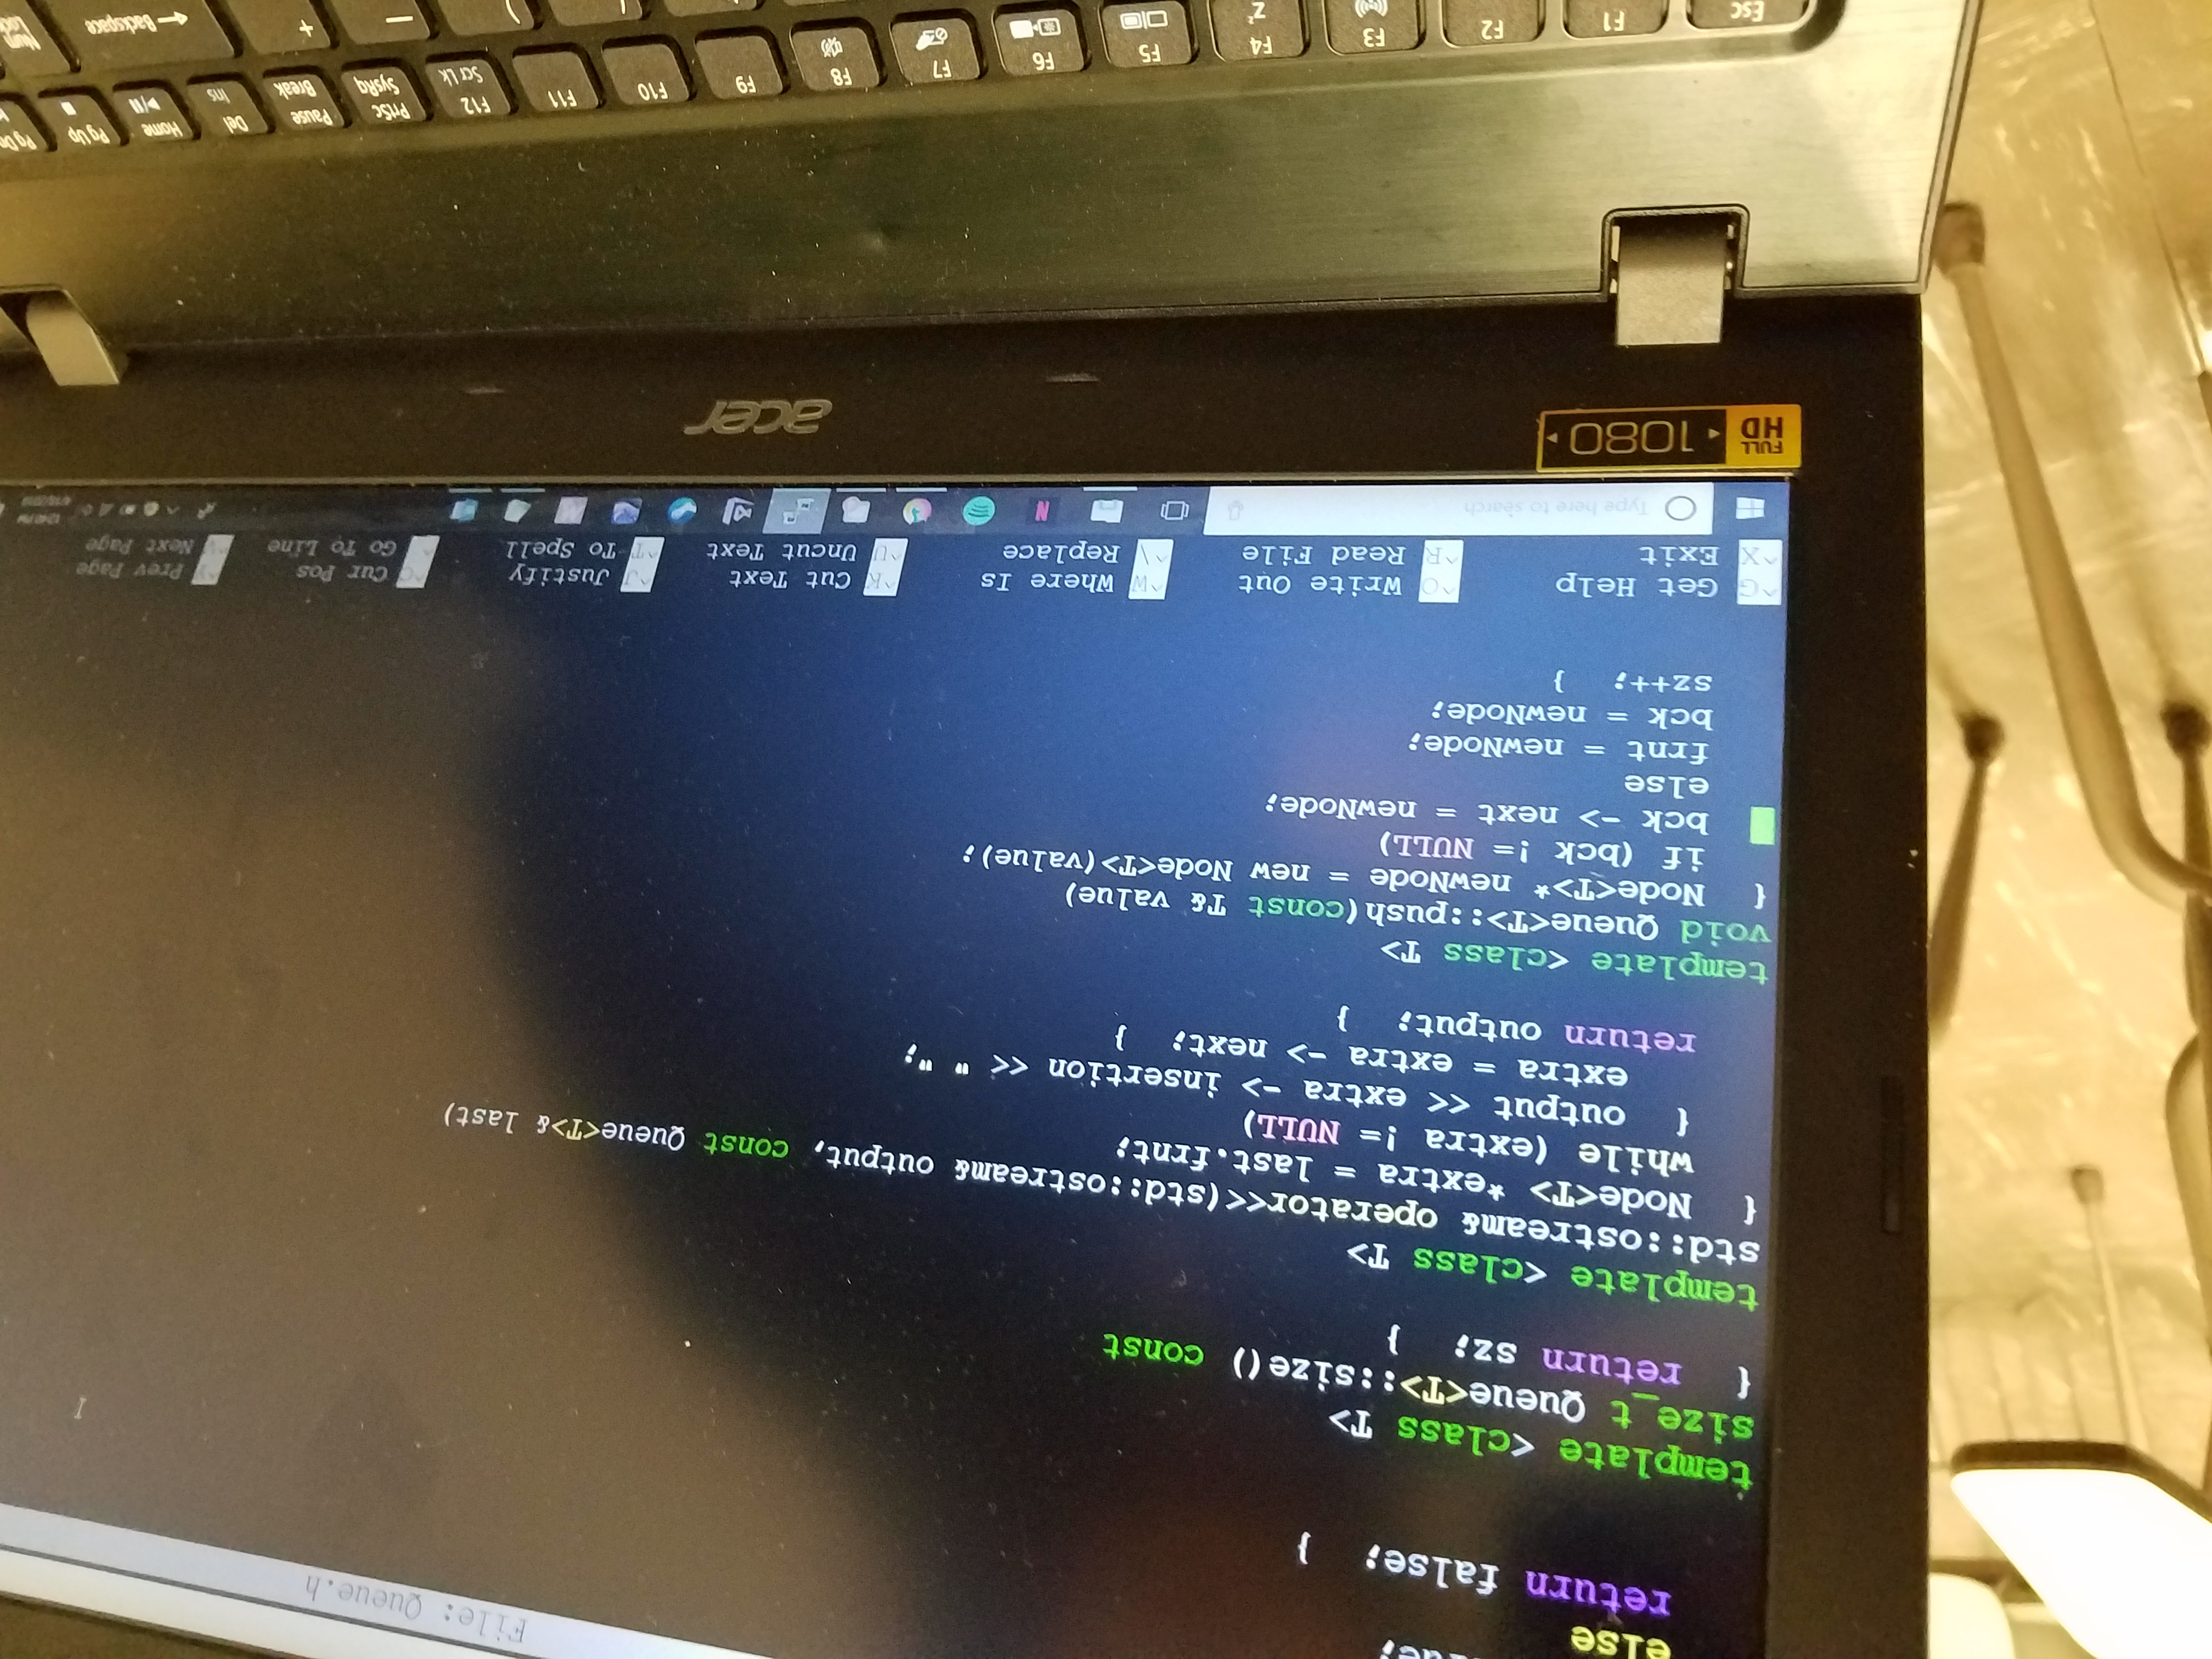 else
return false;  }
File: Queue.h
template <class T>
size_t Queue<T>::size() const
{  return sz;  }
template <class T>
std::ostream& operator<<(std::ostream& output, const Queue<T>& last)
{  Node<T> *extra = last.frnt;
while (extra != NULL)
{  output << extra -> insertion << " ";
extra = extra -> next;  }
return output;  }
template <class T>
void Queue<T>::push(const T& value)
{  Node<T>* newNode = new Node<T>(value);
if (bck != NULL)
bck -> next = newNode;
else
frnt = newNode;
bck = newNode;
sz++;  }
^G Get Help ^O Write Out ^W Where Is ^K Cut Text ^J Justify ^C Cur Pos ^Y Prev Page
^X Exit ^R Read File ^\ Replace ^U Uncut Text ^T To Spell Go To Line ^V Next Page
Type here to search N
FULL HD 1080
acer
Esc F1 F2 F3 F4 F5 F6 F7 F8 F9 F10 F11 F12 Scr Lk PrtSc SysRq Pause Break Del Ins Home Pg Up
Z
( ) — + Backspace